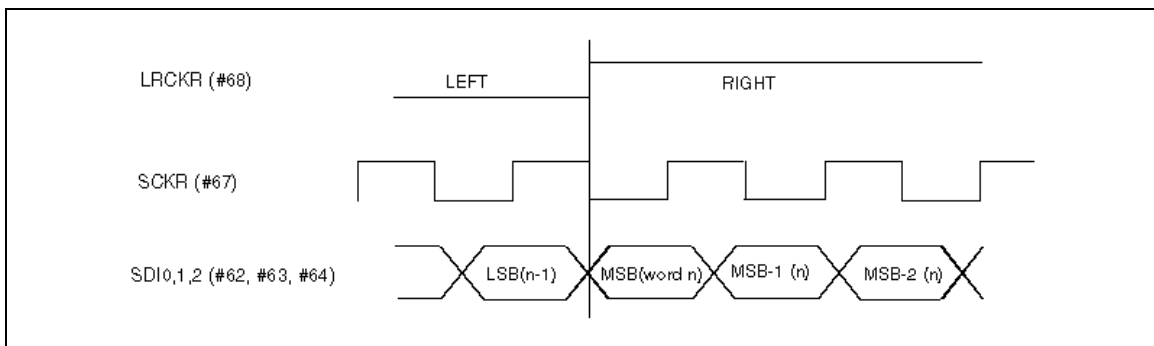 LRCKR (#68)
LEFT
RIGHT
SCKR (#67)
SDI0,1,2 (#62, #63, #64)
LSB(n-1)
MSB(word n)
MSB-1 (n)
MSB-2 (n)